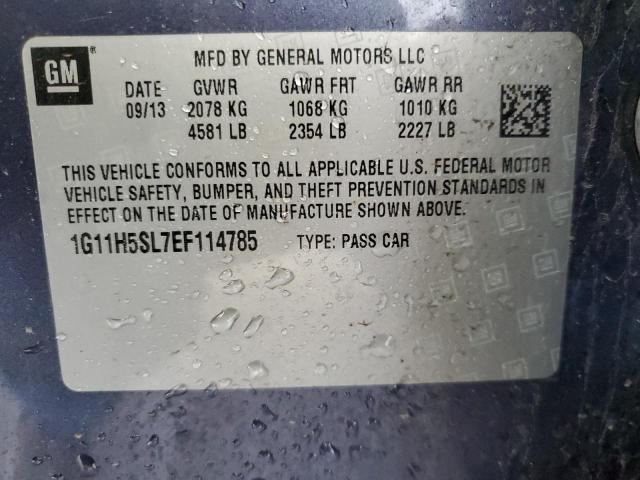 GM
MFD BY GENERAL MOTORS LLC
DATE GVWR GAWR FRT GAWR RR
09/13 2078 KG 1068 KG 1010 KG
4581 LB 2354 LB 2227 LB
THIS VEHICLE CONFORMS TO ALL APPLICABLE U.S. FEDERAL MOTOR
VEHICLE SAFETY, BUMPER, AND THEFT PREVENTION STANDARDS IN
EFFECT ON THE DATE OF MANUFACTURE SHOWN ABOVE.
1G11H5SL7EF114785 TYPE: PASS CAR